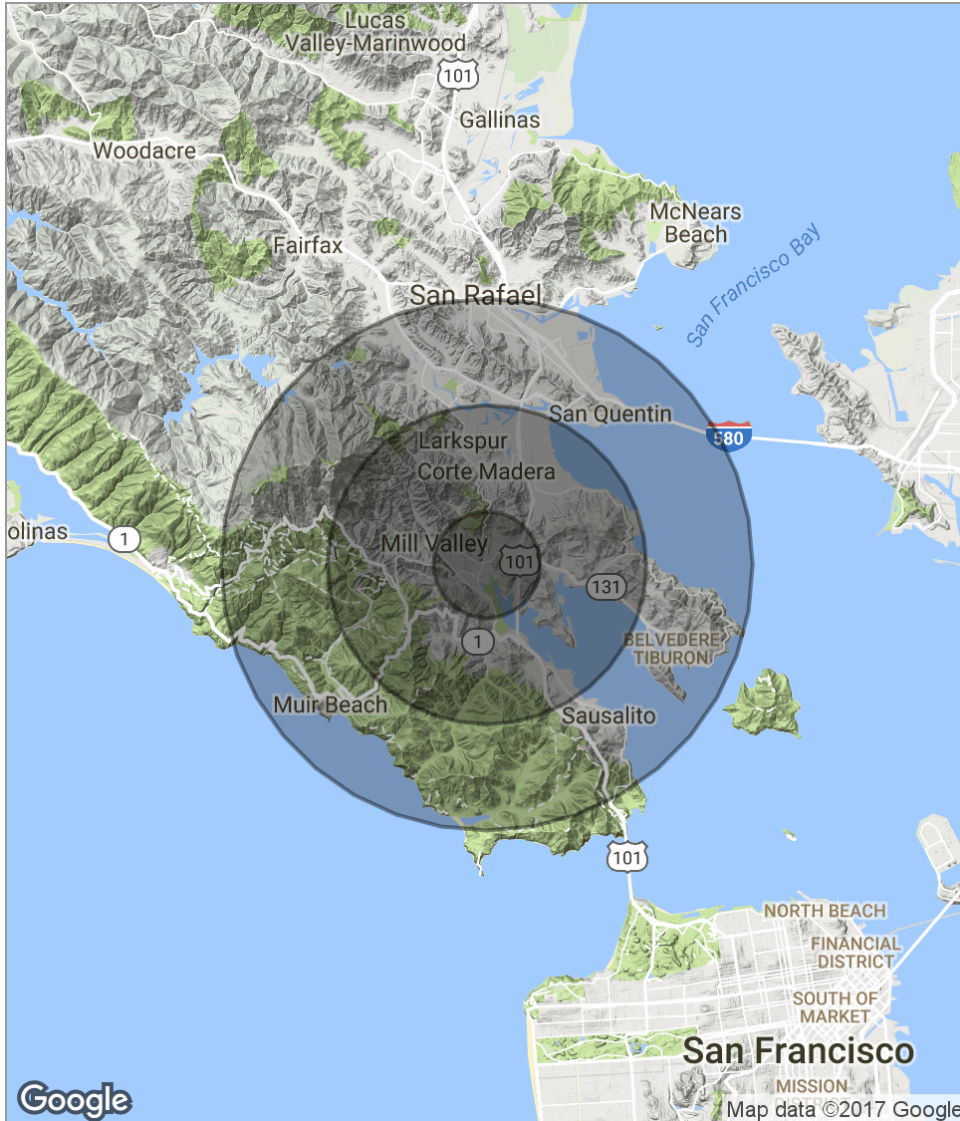 Lucas
Valley-Marinwood
101
Gallinas
Woodacre
McNears
Beach
Fairfax
San Francisco Bay
San Rafael
San Quentin
580
Larkspur
Corte Madera
olinas
1
Mill Valley
101
131
1
BELVEDERE
TIBURON
Muir Beach
Sausalito
101
NORTH BEACH
FINANCIAL
DISTRICT
SOUTH OF
MARKET
San Francisco
MISSION
Google
Map data ©2017 Google